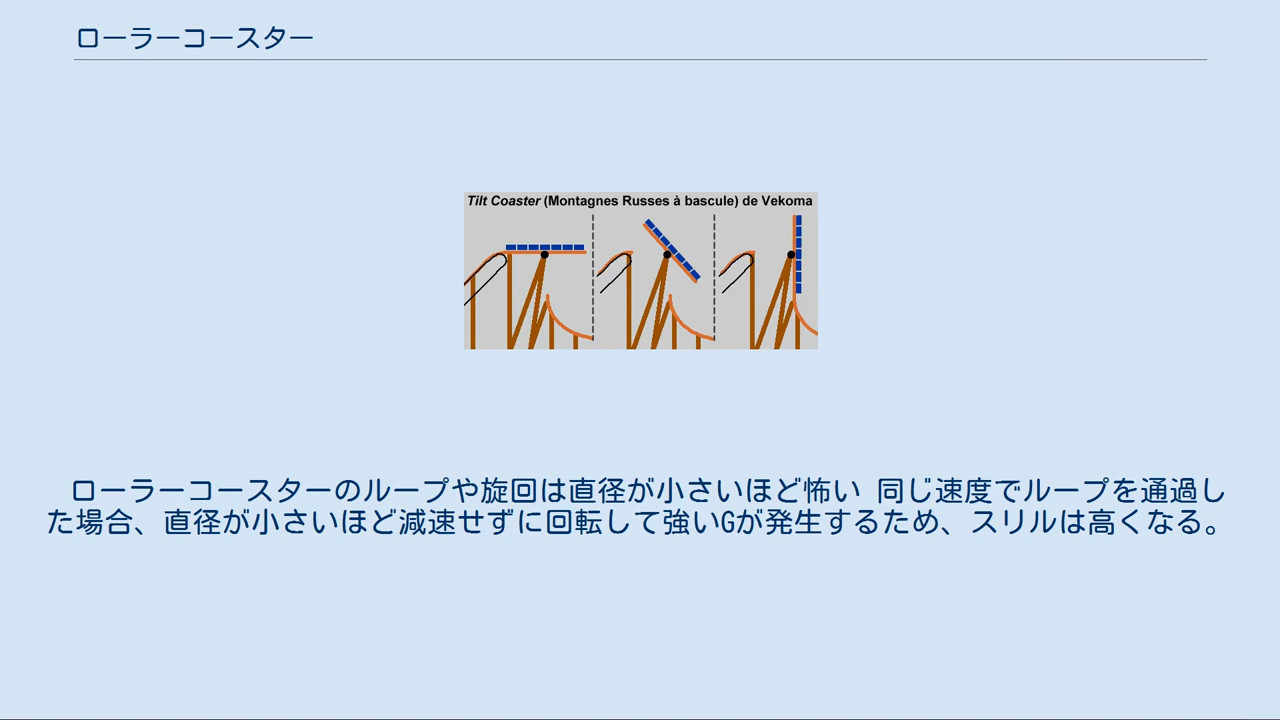 ローラーコースター
Tilt Coaster (Montagnes Russes à bascule) de Vekoma
ローラーコースターのループや旋回は直径が小さいほど怖い 同じ速度でループを通過し
た場合、直径が小さいほど減速せずに回転して強いGが発生するため、スリルは高くなる。